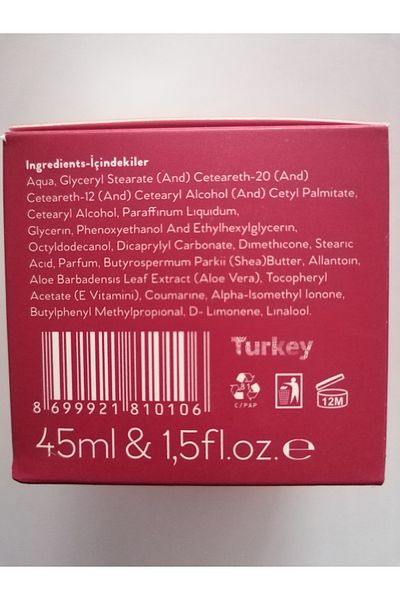 Ingredients-İçindekiler
Aqua, Glyceryl Stearate (And) Ceteareth-20 (And)
Ceteareth-12 (And) Cetearyl Alcohol (And) Cetyl Palmitate,
Cetearyl Alcohol, Paraffinum Liquidum,
Glycerin, Phenoxyethanol And Ethylhexylglycerin,
Octyldodecanol, Dicaprylyl Carbonate, Dimethicone, Stearic
Acid, Parfum, Butyrospermum Parkii (Shea)Butter, Allantoin,
Aloe Barbadensis Leaf Extract (Aloe Vera), Tocopheryl
Acetate (E Vitamini), Coumarine, Alpha-Isomethyl Ionone,
Butylphenyl Methylpropional, D- Limonene, Linalool.
Turkey
81
C/PAP
12M
8 699921 810106
45ml & 1,5fl.oz. ℮